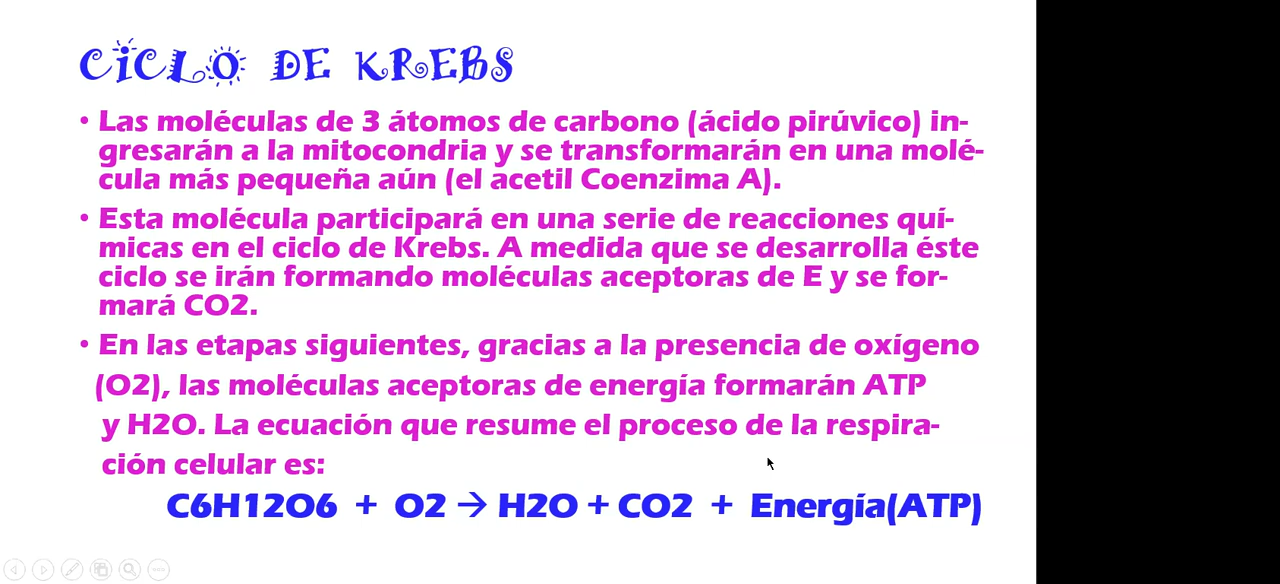 CICLO DE KREBS
• Las moléculas de 3 átomos de carbono (ácido pirúvico) in-
gresarán a la mitocondria y se transformarán en una molé-
cula más pequeña aún (el acetil Coenzima A).
• Esta molécula participará en una serie de reacciones quí-
micas en el ciclo de Krebs. A medida que se desarrolla éste
ciclo se irán formando moléculas aceptoras de E y se for-
mará CO2.
• En las etapas siguientes, gracias a la presencia de oxígeno
(O2), las moléculas aceptoras de energía formarán ATP
y H2O. La ecuación que resume el proceso de la respira-
ción celular es:
C6H12O6 + O2 → H2O + CO2 + Energía(ATP)